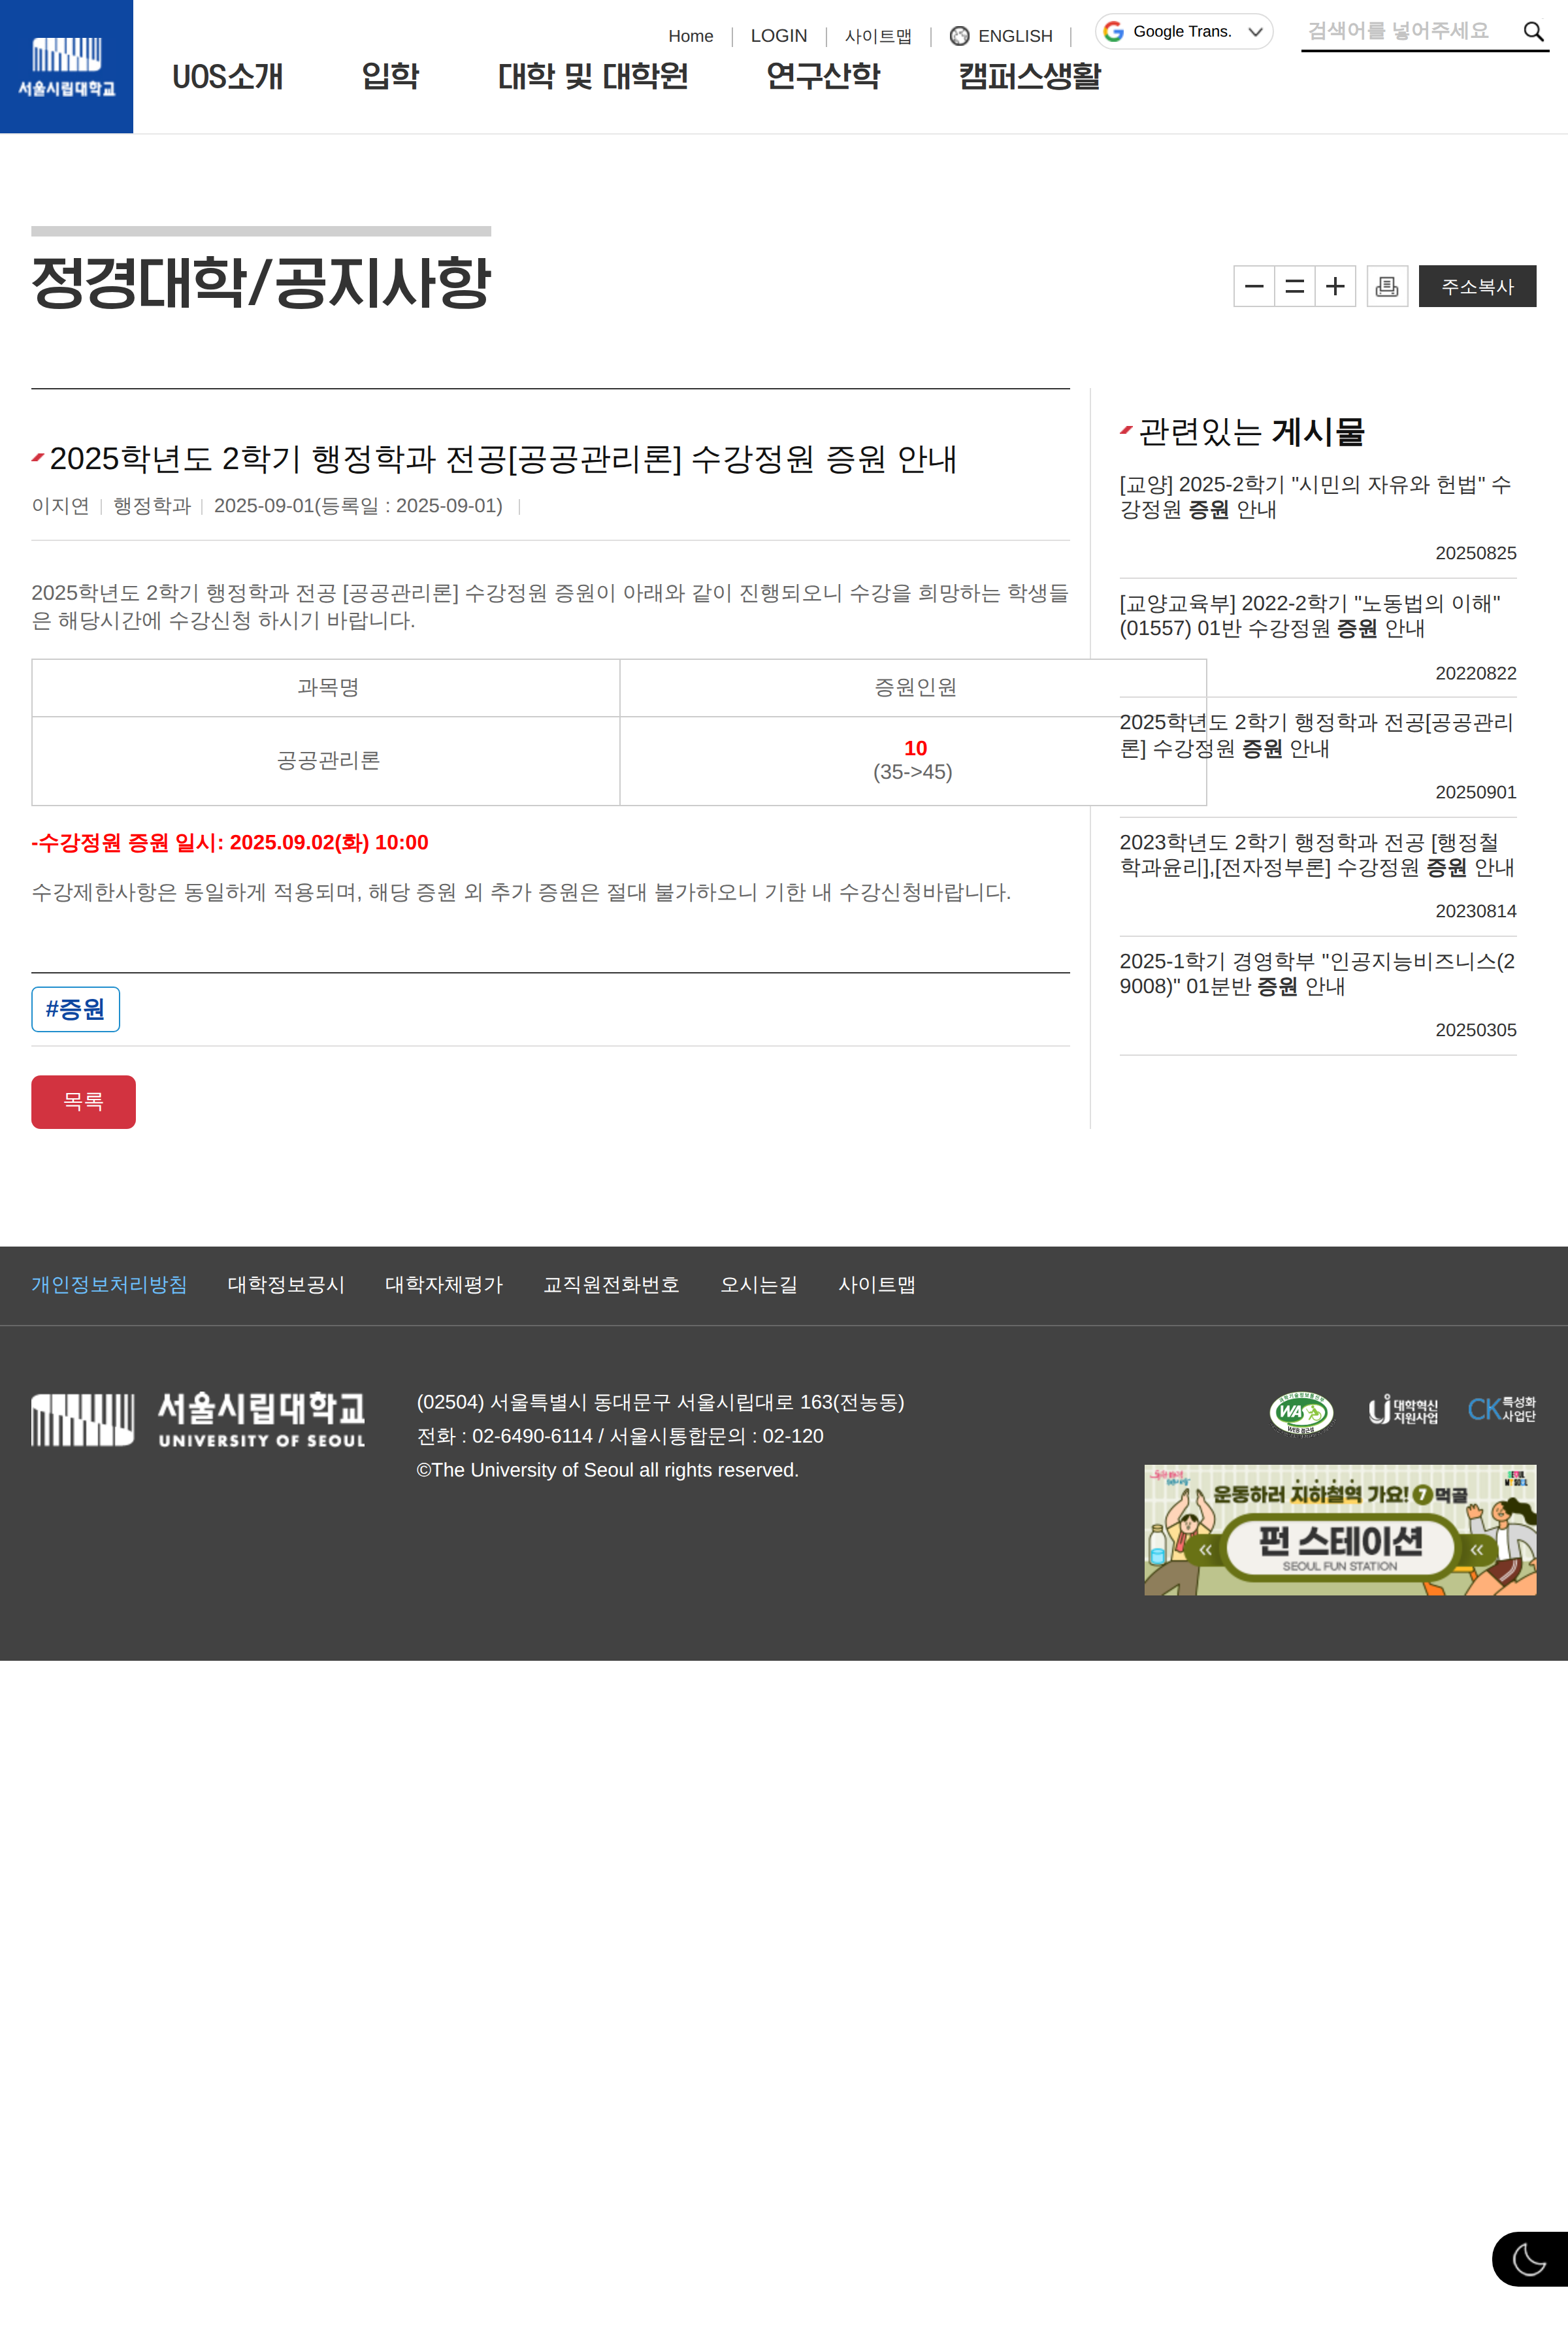 서울시립대학교
Home
LOGIN
사이트맵
ENGLISH
Google Trans.
검색어를 넣어주세요
UOS소개
입학
대학 및 대학원
연구산학
캠퍼스생활
정경대학/공지사항
주소복사
2025학년도 2학기 행정학과 전공[공공관리론] 수강정원 증원 안내
이지연
행정학과
2025-09-01(등록일 : 2025-09-01)
2025학년도 2학기 행정학과 전공 [공공관리론] 수강정원 증원이 아래와 같이 진행되오니 수강을 희망하는 학생들
은 해당시간에 수강신청 하시기 바랍니다.
과목명
증원인원
공공관리론
10
(35->45)
-수강정원 증원 일시: 2025.09.02(화) 10:00
수강제한사항은 동일하게 적용되며, 해당 증원 외 추가 증원은 절대 불가하오니 기한 내 수강신청바랍니다.
#증원
목록
관련있는 게시물
[교양] 2025-2학기 "시민의 자유와 헌법" 수
강정원 증원 안내
20250825
[교양교육부] 2022-2학기 "노동법의 이해"
(01557) 01반 수강정원 증원 안내
20220822
2025학년도 2학기 행정학과 전공[공공관리
론] 수강정원 증원 안내
20250901
2023학년도 2학기 행정학과 전공 [행정철
학과윤리],[전자정부론] 수강정원 증원 안내
20230814
2025-1학기 경영학부 "인공지능비즈니스(2
9008)" 01분반 증원 안내
20250305
개인정보처리방침
대학정보공시
대학자체평가
교직원전화번호
오시는길
사이트맵
서울시립대학교
UNIVERSITY OF SEOUL
(02504) 서울특별시 동대문구 서울시립대로 163(전농동)
전화 : 02-6490-6114 / 서울시통합문의 : 02-120
©The University of Seoul all rights reserved.
WA
WEB 접근성
대학혁신
지원사업
CK 특성화
사업단
SEOUL
MY SOUL
운동하러 지하철역 가요! 7 먹골
펀 스테이션
SEOUL FUN STATION